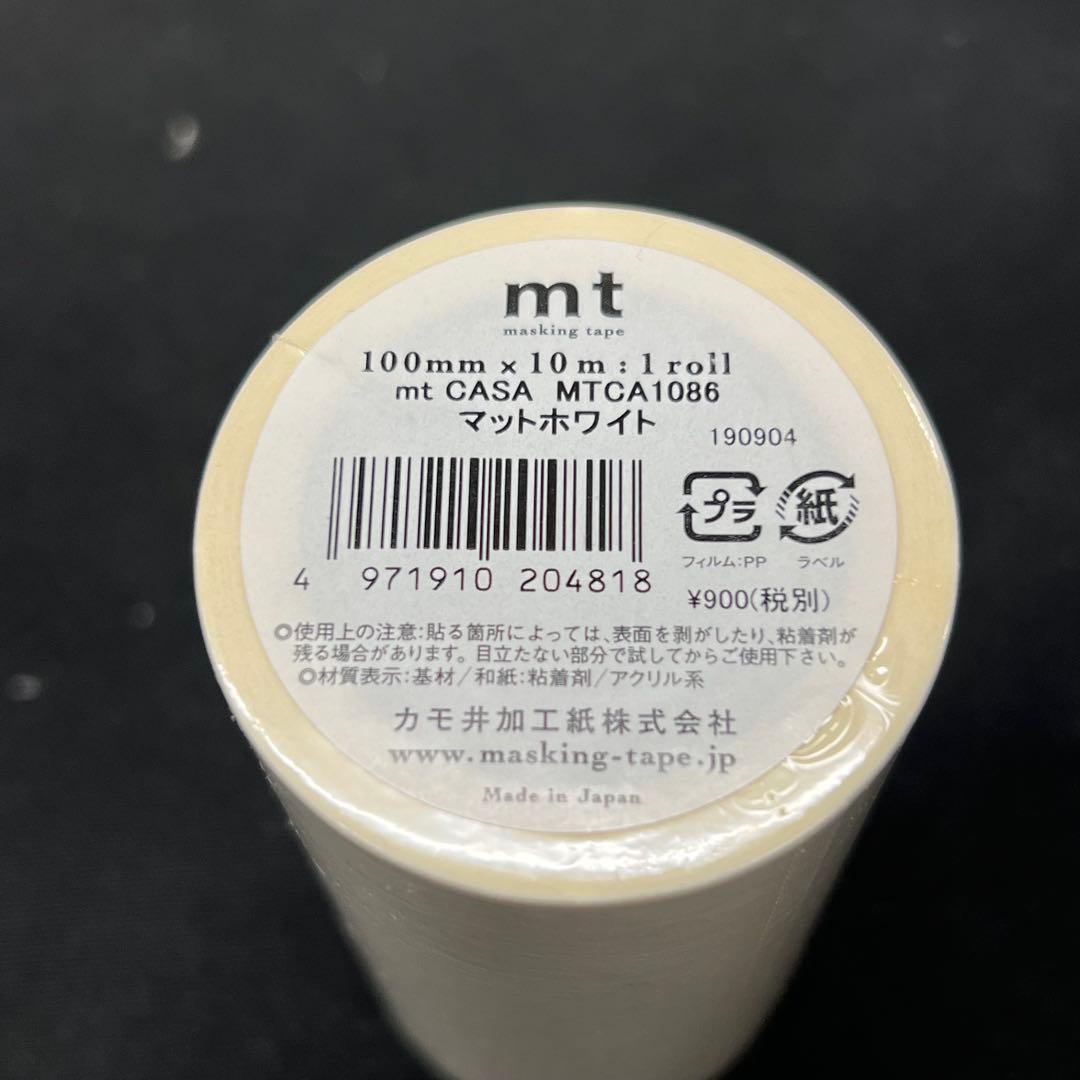 mt
masking tape
100mm × 10m : 1 roll
mt CASA MTCA1086
マットホワイト
190904
プラ 紙
フィルム:PP ラベル
4 971910 204818
¥900(税別)
◎使用上の注意:貼る箇所によっては、表面を剥がしたり、粘着剤が
残る場合があります。目立たない部分で試してからご使用下さい。
◎材質表示:基材/和紙:粘着剤/アクリル系
カモ井加工紙株式会社
www.masking-tape.jp
Made in Japan